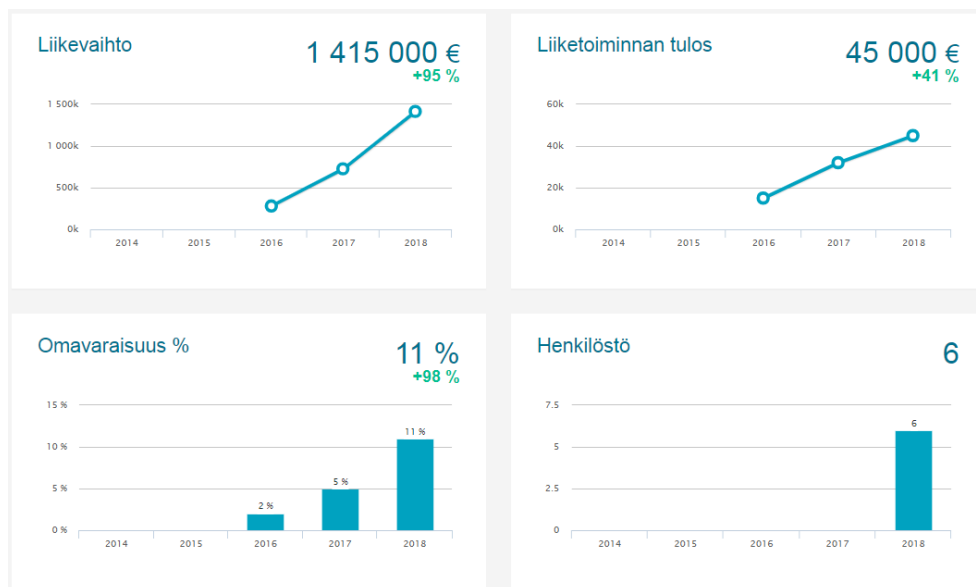 Liikevaihto
1 415 000 €
+95 %
1 500k
1 000k
500k
0k
2014 2015 2016 2017 2018
Liiketoiminnan tulos
45 000 €
+41 %
60k
40k
20k
0k
2014 2015 2016 2017 2018
Omavaraisuus %
11 %
+98 %
15 %
10 %
5 %
0 %
2 %
5 %
11 %
2014 2015 2016 2017 2018
Henkilöstö
6
7.5
5
2.5
0
6
2014 2015 2016 2017 2018